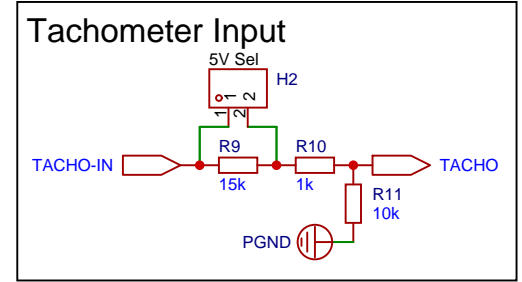 Tachometer Input
5V Sel
H2
1 2
1 2
R9 R10
TACHO-IN TACHO
15k 1k
R11
10k
PGND